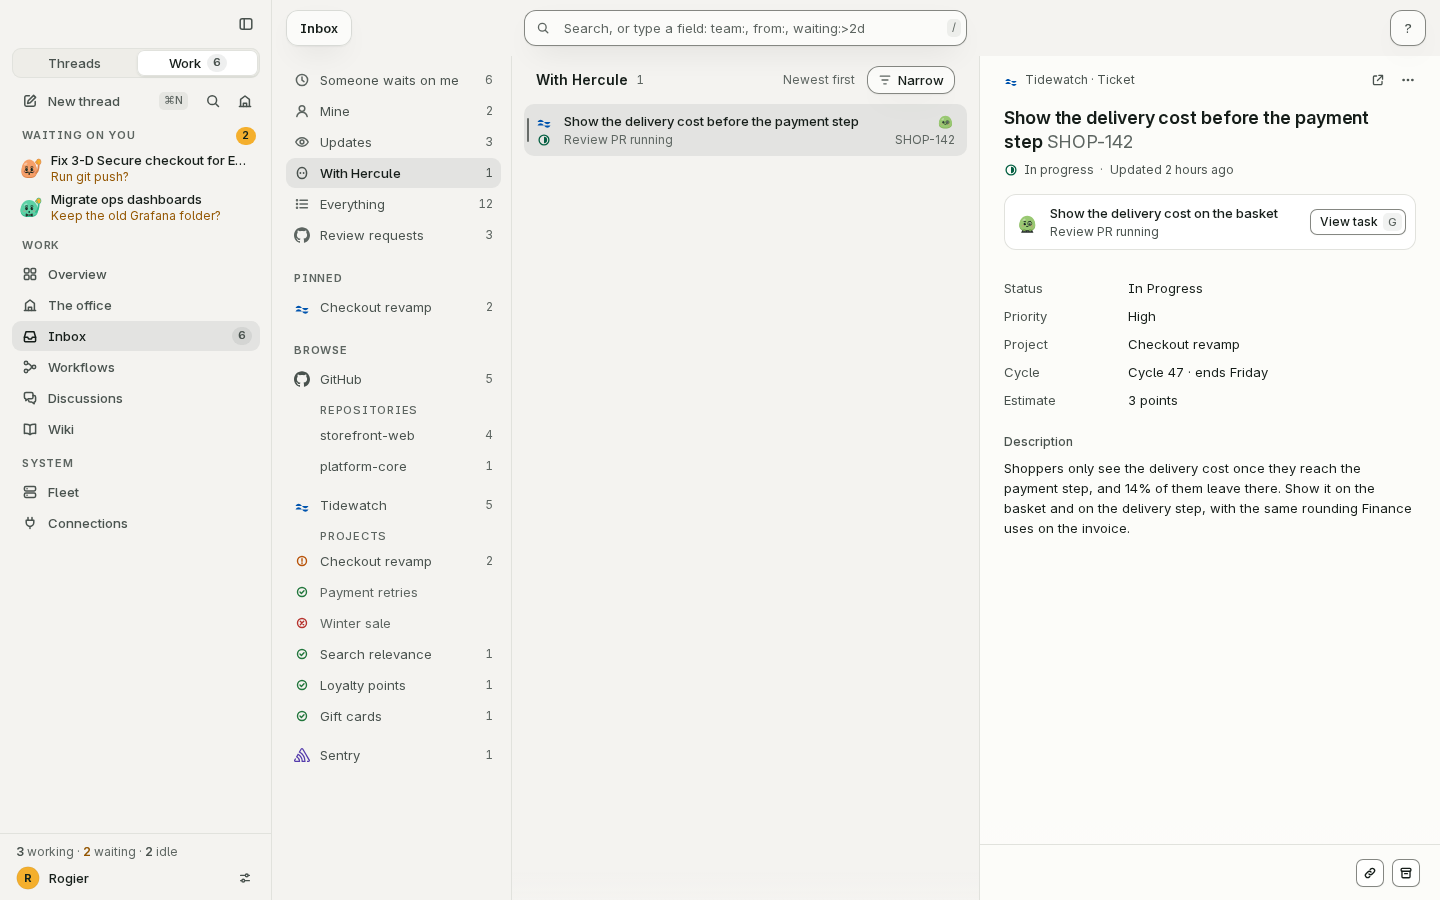 Threads
Work 6
New thread ⌘N
WAITING ON YOU 2
Fix 3-D Secure checkout for E…
Run git push?
Migrate ops dashboards
Keep the old Grafana folder?
WORK
Overview
The office
Inbox 6
Workflows
Discussions
Wiki
SYSTEM
Fleet
Connections
3 working · 2 waiting · 2 idle
R Rogier
Inbox
Someone waits on me 6
Mine 2
Updates 3
With Hercule 1
Everything 12
Review requests 3
PINNED
Checkout revamp 2
BROWSE
GitHub 5
REPOSITORIES
storefront-web 4
platform-core 1
Tidewatch 5
PROJECTS
Checkout revamp 2
Payment retries
Winter sale
Search relevance 1
Loyalty points 1
Gift cards 1
Sentry 1
Search, or type a field: team:, from:, waiting:>2d /
With Hercule 1 Newest first Narrow
Show the delivery cost before the payment step
Review PR running SHOP-142
?
Tidewatch · Ticket
Show the delivery cost before the payment
step SHOP-142
In progress · Updated 2 hours ago
Show the delivery cost on the basket
Review PR running
View task G
Status In Progress
Priority High
Project Checkout revamp
Cycle Cycle 47 · ends Friday
Estimate 3 points
Description
Shoppers only see the delivery cost once they reach the
payment step, and 14% of them leave there. Show it on the
basket and on the delivery step, with the same rounding Finance
uses on the invoice.